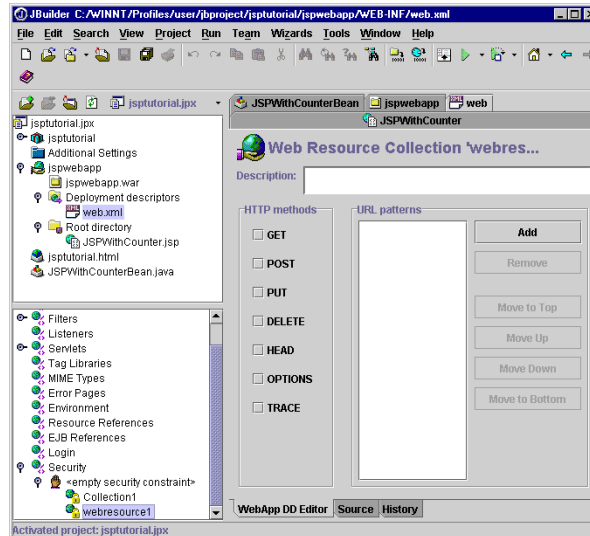 JBuilder C:/WINNT/Profiles/user/jbproject/jsptutorial/jspwebapp/WEB-INF/web.xml
File Edit Search View Project Run Team Wizards Tools Window Help
jsptutorial.jpx
JSPWithCounterBean jspwebapp web
JSPWithCounter
jsptutorial.jpx
jsptutorial
Additional Settings
jspwebapp
jspwebapp.war
Deployment descriptors
web.xml
Root directory
JSPWithCounter.jsp
jsptutorial.html
JSPWithCounterBean.java
Filters
Listeners
Servlets
Tag Libraries
MIME Types
Error Pages
Environment
Resource References
EJB References
Login
Security
<empty security constraint>
Collection1
webresource1
Web Resource Collection 'webres...
Description:
HTTP methods
GET
POST
PUT
DELETE
HEAD
OPTIONS
TRACE
URL patterns
Add
Remove
Move to Top
Move Up
Move Down
Move to Bottom
WebApp DD Editor Source History
Activated project: jsptutorial.jpx